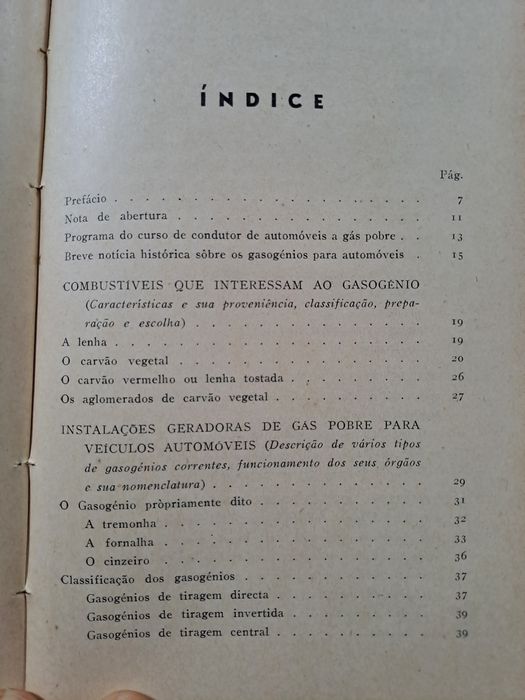 ÍNDICE
Pág.
Prefácio . . . . . . . . . . . . . . . . . 7
Nota de abertura . . . . . . . . . . . . . . 11
Programa do curso de condutor de automóveis a gás pobre . . 13
Breve notícia histórica sôbre os gasogénios para automóveis . 15
COMBUSTÍVEIS QUE INTERESSAM AO GASOGÉNIO
(Características e sua proveniência, classificação, prepa-
ração e escolha) . . . . . . . . . . . . . 19
A lenha . . . . . . . . . . . . . . . . . 19
O carvão vegetal . . . . . . . . . . . . . . 20
O carvão vermelho ou lenha tostada . . . . . . . . 26
Os aglomerados de carvão vegetal . . . . . . . . . 27
INSTALAÇÕES GERADORAS DE GÁS POBRE PARA
VEÍCULOS AUTOMÓVEIS (Descrição de vários tipos
de gasogénios correntes, funcionamento dos seus órgãos
e sua nomenclatura) . . . . . . . . . . . . 29
O Gasogénio pròpriamente dito . . . . . . . . . . 31
A tremonha . . . . . . . . . . . . . . 32
A fornalha . . . . . . . . . . . . . . 33
O cinzeiro . . . . . . . . . . . . . . 36
Classificação dos gasogénios . . . . . . . . . . 37
Gasogénios de tiragem directa . . . . . . . . . 37
Gasogénios de tiragem invertida . . . . . . . . 39
Gasogénios de tiragem central . . . . . . . . . 39